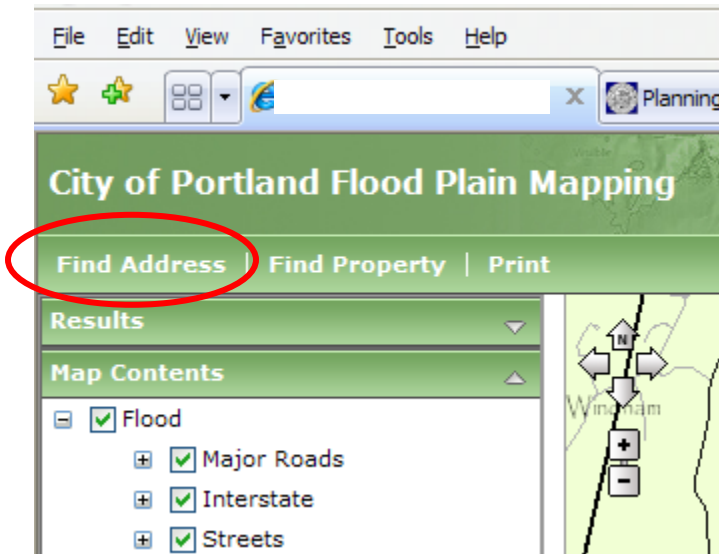 File Edit View Favorites Tools Help
Planning
City of Portland Flood Plain Mapping
Find Address | Find Property | Print
Results
Map Contents
N
Windham
Flood
Major Roads
Interstate
Streets